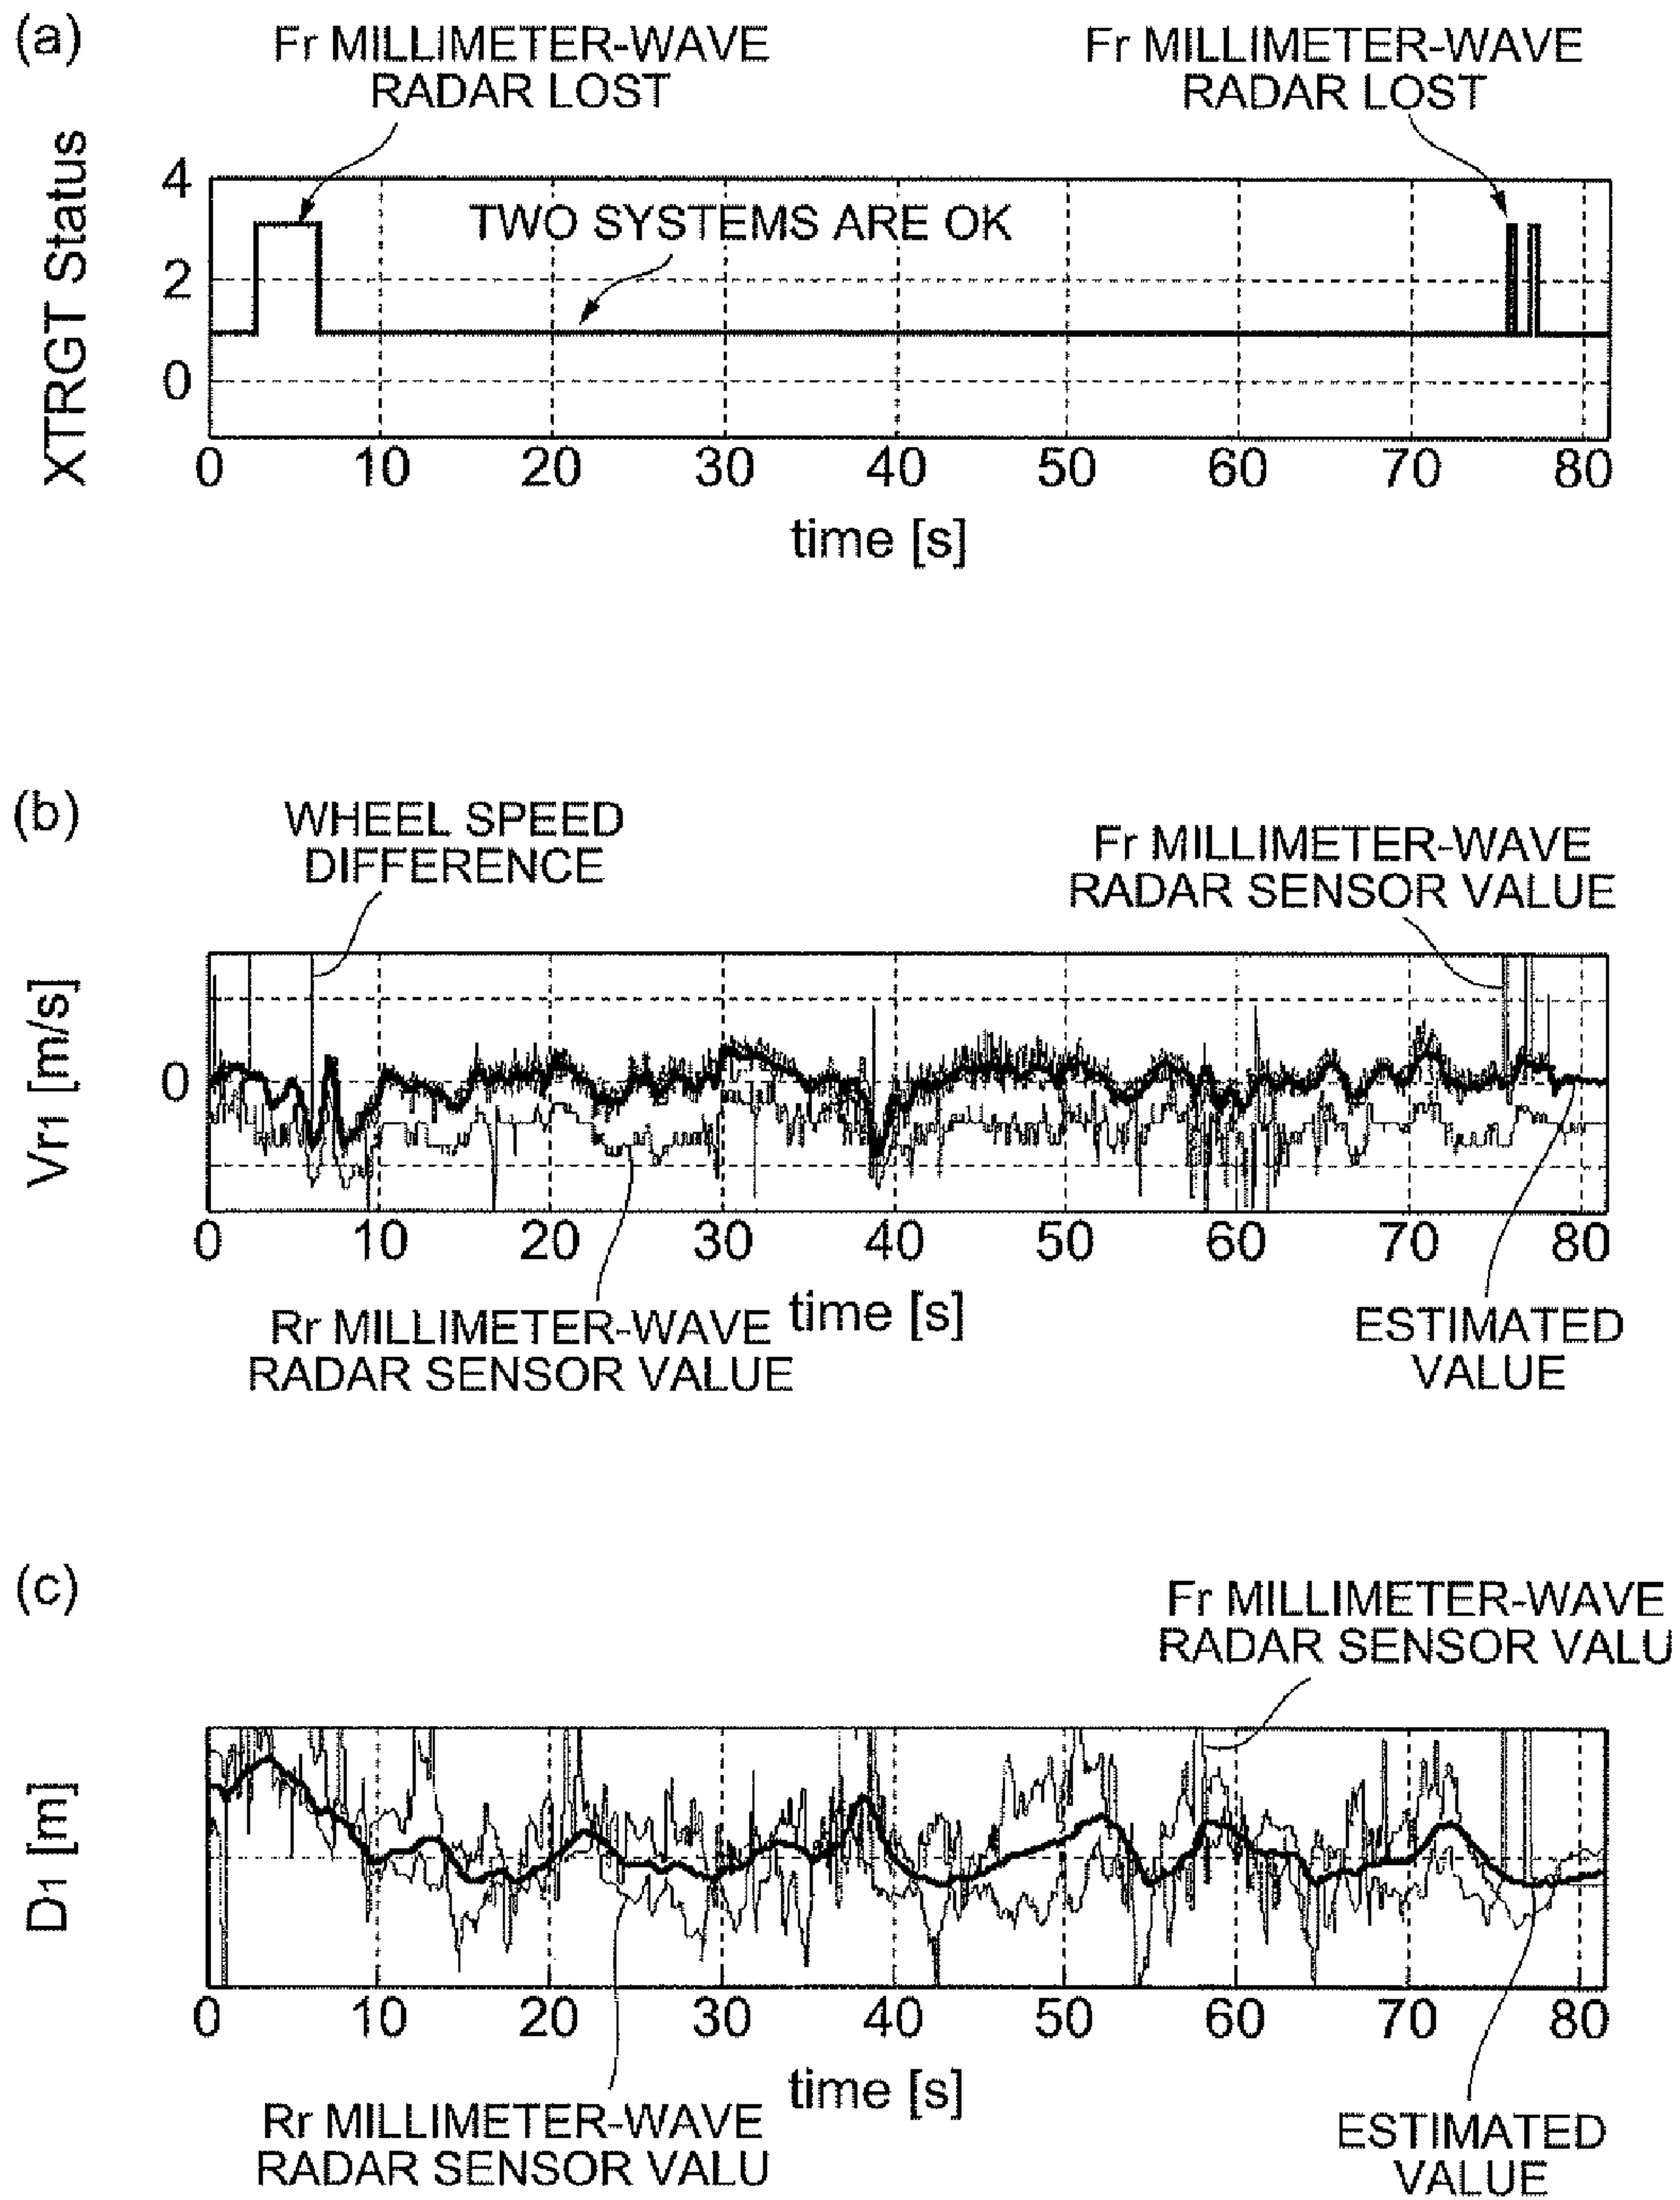 (a)
Fr MILLIMETER-WAVE
RADAR LOST
Fr MILLIMETER-WAVE
RADAR LOST
XTRGT Status
4
2
0
TWO SYSTEMS ARE OK
0 10 20 30 40 50 60 70 80
time [s]
(b)
WHEEL SPEED
DIFFERENCE
Fr MILLIMETER-WAVE
RADAR SENSOR VALUE
Vr1 [m/s]
0
0 10 20 30 40 50 60 70 80
time [s]
Rr MILLIMETER-WAVE
RADAR SENSOR VALUE
ESTIMATED
VALUE
(c)
Fr MILLIMETER-WAVE
RADAR SENSOR VALU
D1 [m]
0 10 20 30 40 50 60 70 80
time [s]
Rr MILLIMETER-WAVE
RADAR SENSOR VALU
ESTIMATED
VALUE